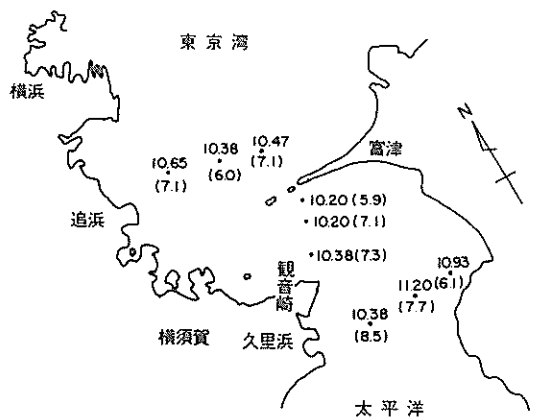 東京湾
横浜
N
10.47
(7.1)
10.38
(6.0)
10.65
(7.1)
富津
10.20(5.9)
10.20(7.1)
追浜
10.38(7.3)
観音崎
10.93
(6.1)
11.20
(7.7)
10.38
(8.5)
横須賀
久里浜
太平洋